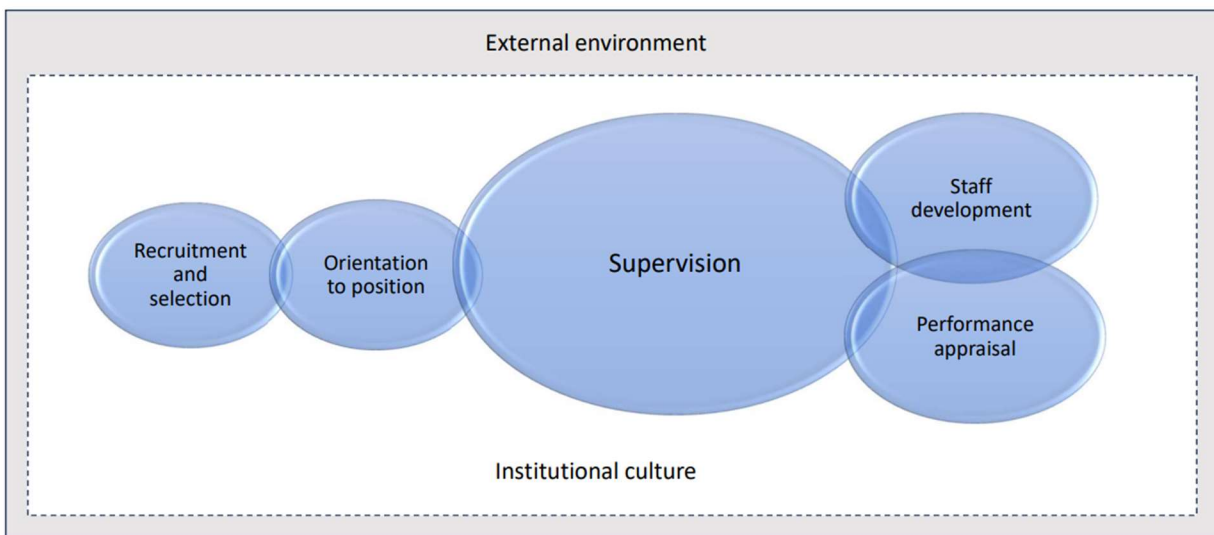 External environment
Recruitment
and
selection
Orientation
to position
Supervision
Staff
development
Performance
appraisal
Institutional culture